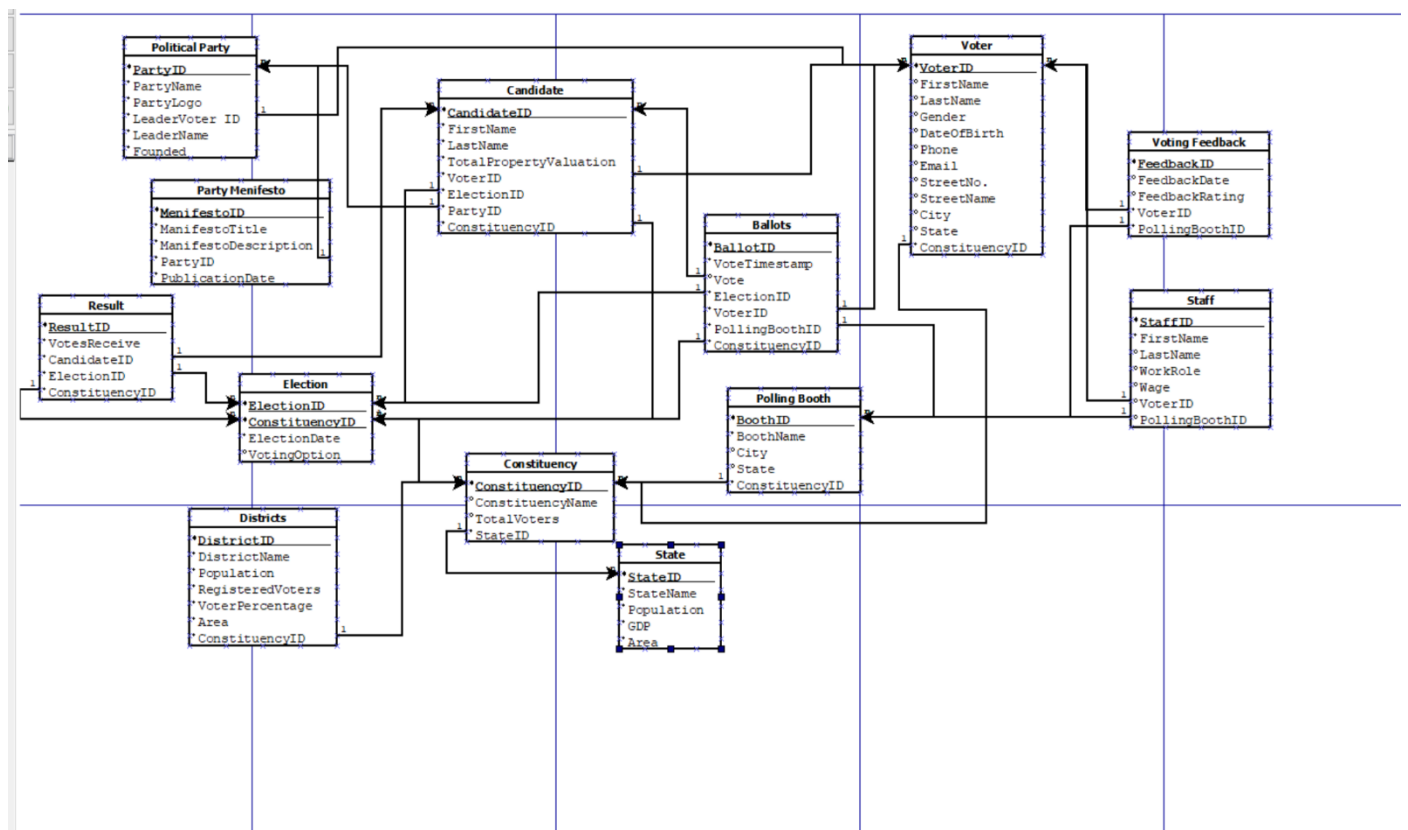 Political Party
PartyID
PartyName
PartyLogo
LeaderVoter ID
LeaderName
Founded
Party Menifesto
MenifestoID
ManifestoTitle
ManifestoDescription
PartyID
PublicationDate
Result
ResultID
VotesReceive
CandidateID
ElectionID
ConstituencyID
Candidate
CandidateID
FirstName
LastName
TotalPropertyValuation
VoterID
ElectionID
PartyID
ConstituencyID
Election
ElectionID
ConstituencyID
ElectionDate
VotingOption
Districts
DistrictID
DistrictName
Population
RegisteredVoters
VoterPercentage
Area
ConstituencyID
Constituency
ConstituencyID
ConstituencyName
TotalVoters
StateID
State
StateID
StateName
Population
GDP
Area
Ballots
BallotID
VoteTimestamp
Vote
ElectionID
VoterID
PollingBoothID
ConstituencyID
Polling Booth
BoothID
BoothName
City
State
ConstituencyID
Voter
VoterID
FirstName
LastName
Gender
DateOfBirth
Phone
Email
StreetNo.
StreetName
City
State
ConstituencyID
Voting Feedback
FeedbackID
FeedbackDate
FeedbackRating
VoterID
PollingBoothID
Staff
StaffID
FirstName
LastName
WorkRole
Wage
VoterID
PollingBoothID